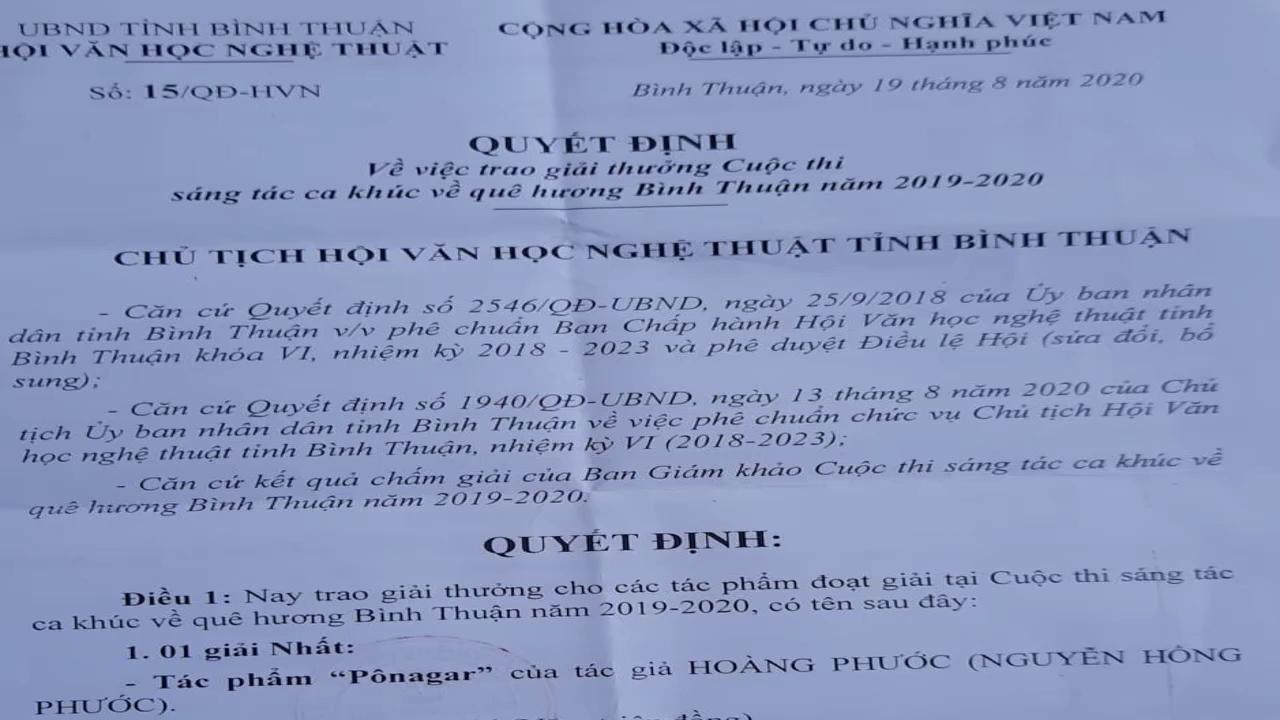 UBND TỈNH BÌNH THUẬN
HỘI VĂN HỌC NGHỆ THUẬT
CỘNG HÒA XÃ HỘI CHỦ NGHĨA VIỆT NAM
Độc lập - Tự do - Hạnh phúc
Số: 15/QĐ-HVN
Bình Thuận, ngày 19 tháng 8 năm 2020
QUYẾT ĐỊNH
Về việc trao giải thưởng Cuộc thi
sáng tác ca khúc về quê hương Bình Thuận năm 2019-2020
CHỦ TỊCH HỘI VĂN HỌC NGHỆ THUẬT TỈNH BÌNH THUẬN
- Căn cứ Quyết định số 2546/QĐ-UBND, ngày 25/9/2018 của Ủy ban nhân
dân tỉnh Bình Thuận v/v phê chuẩn Ban Chấp hành Hội Văn học nghệ thuật tỉnh
Bình Thuận khóa VI, nhiệm kỳ 2018 - 2023 và phê duyệt Điều lệ Hội (sửa đổi, bổ
sung);
- Căn cứ Quyết định số 1940/QĐ-UBND, ngày 13 tháng 8 năm 2020 của Chủ
tịch Ủy ban nhân dân tỉnh Bình Thuận về việc phê chuẩn chức vụ Chủ tịch Hội Văn
học nghệ thuật tỉnh Bình Thuận, nhiệm kỳ VI (2018-2023);
- Căn cứ kết quả chấm giải của Ban Giám khảo Cuộc thi sáng tác ca khúc về
quê hương Bình Thuận năm 2019-2020.
QUYẾT ĐỊNH:
Điều 1: Nay trao giải thưởng cho các tác phẩm đoạt giải tại Cuộc thi sáng tác
ca khúc về quê hương Bình Thuận năm 2019-2020, có tên sau đây:
1. 01 giải Nhất:
- Tác phẩm “Pônagar” của tác giả HOÀNG PHƯỚC (NGUYỄN HỒNG
PHƯỚC).